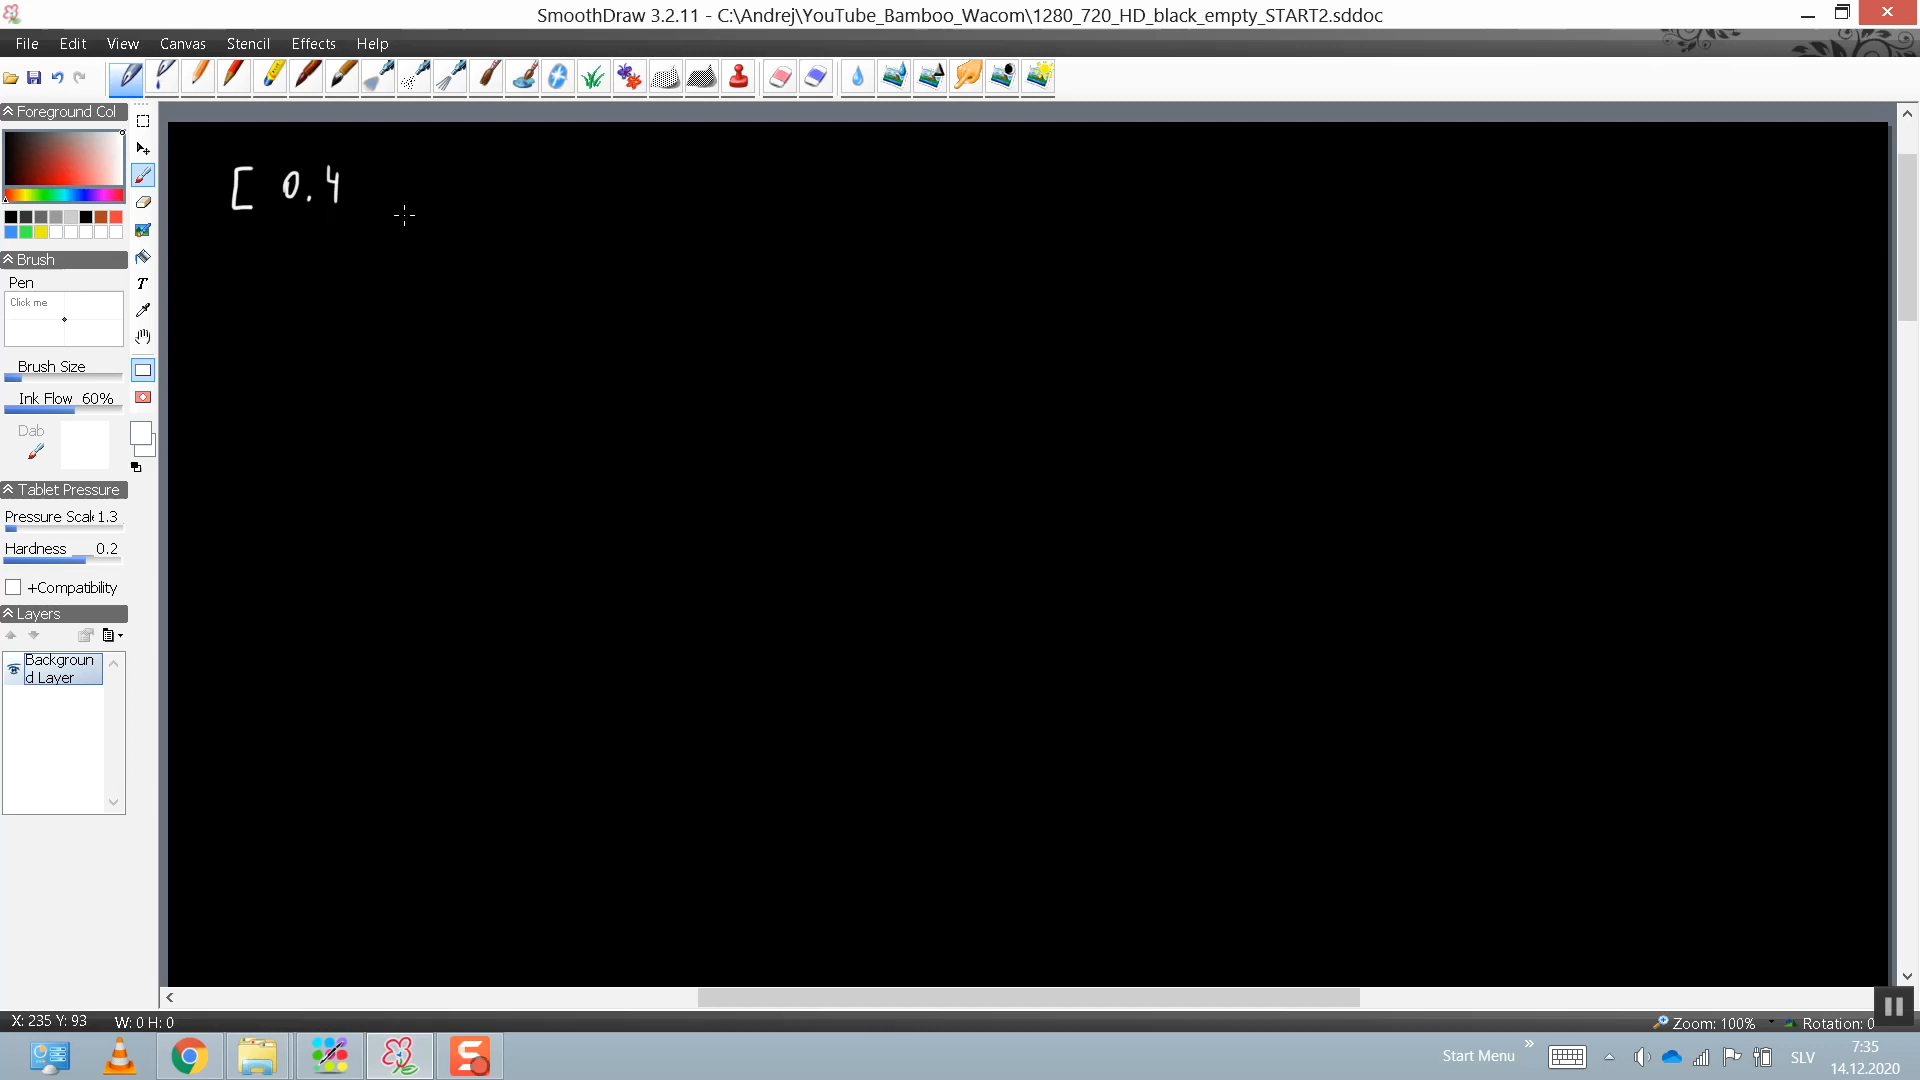 SmoothDraw 3.2.11 - C:\Andrej\YouTube_Bamboo_Wacom\1280_720_HD_black_empty_START2.sddoc
File Edit View Canvas Stencil Effects Help
Foreground Col
[ 0.4
Brush
Pen
Click me
Brush Size
Ink Flow 60%
Dab
Tablet Pressure
Pressure Scale 1.3
Hardness 0.2
+Compatibility
Layers
Backgroun
d Layer
X: 235 Y: 93 W: 0 H: 0
Zoom: 100% Rotation: 0
Start Menu » SLV
7:35
14.12.2020